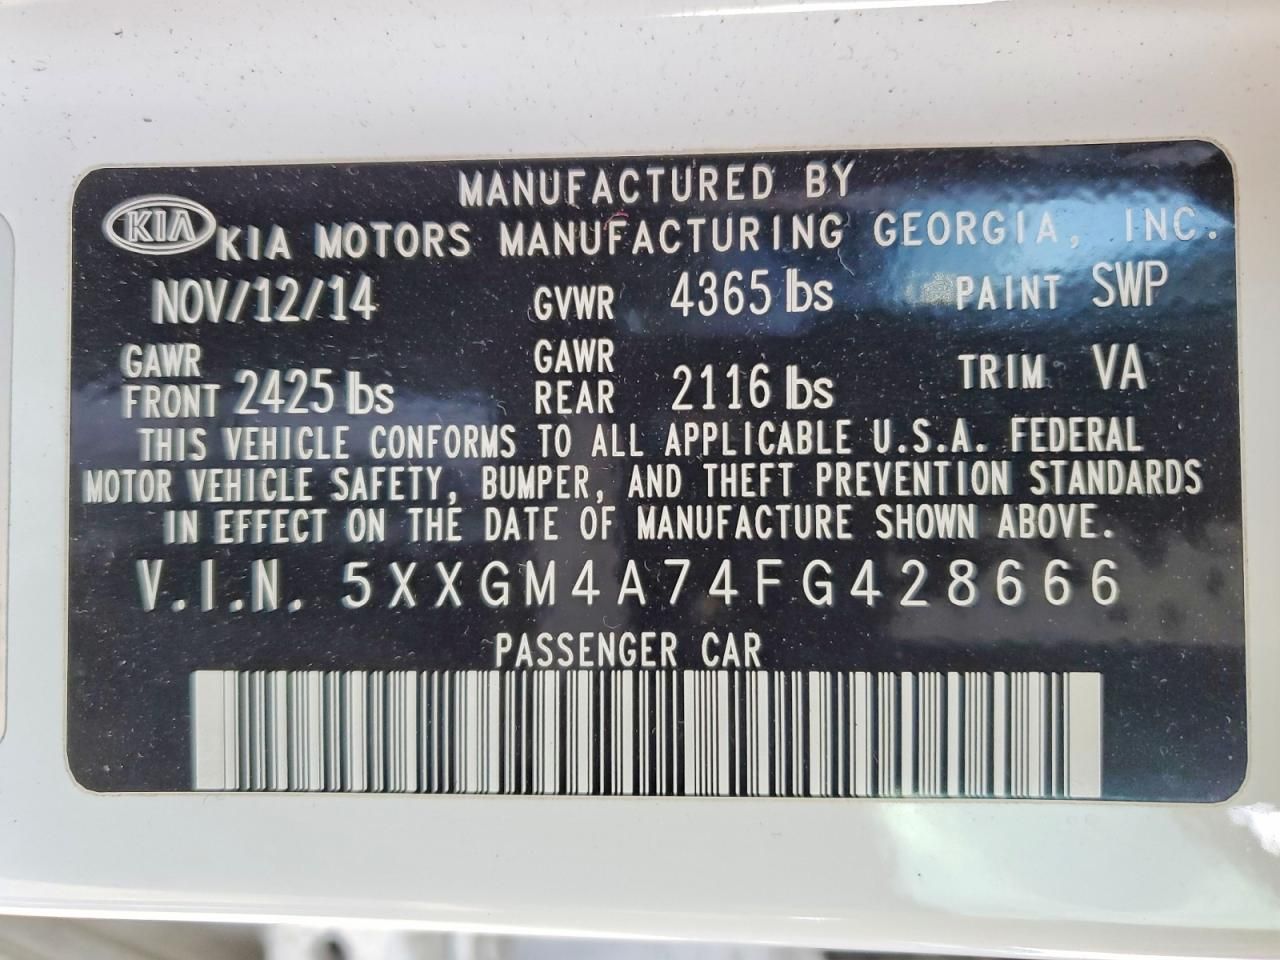 MANUFACTURED BY
KIA KIA MOTORS MANUFACTURING GEORGIA, INC.
NOV/12/14 GVWR 4365 lbs PAINT SWP
GAWR FRONT 2425 lbs GAWR REAR 2116 lbs TRIM VA
THIS VEHICLE CONFORMS TO ALL APPLICABLE U.S.A. FEDERAL
MOTOR VEHICLE SAFETY, BUMPER, AND THEFT PREVENTION STANDARDS
IN EFFECT ON THE DATE OF MANUFACTURE SHOWN ABOVE.
V.I.N. 5XXGM4A74FG428666
PASSENGER CAR